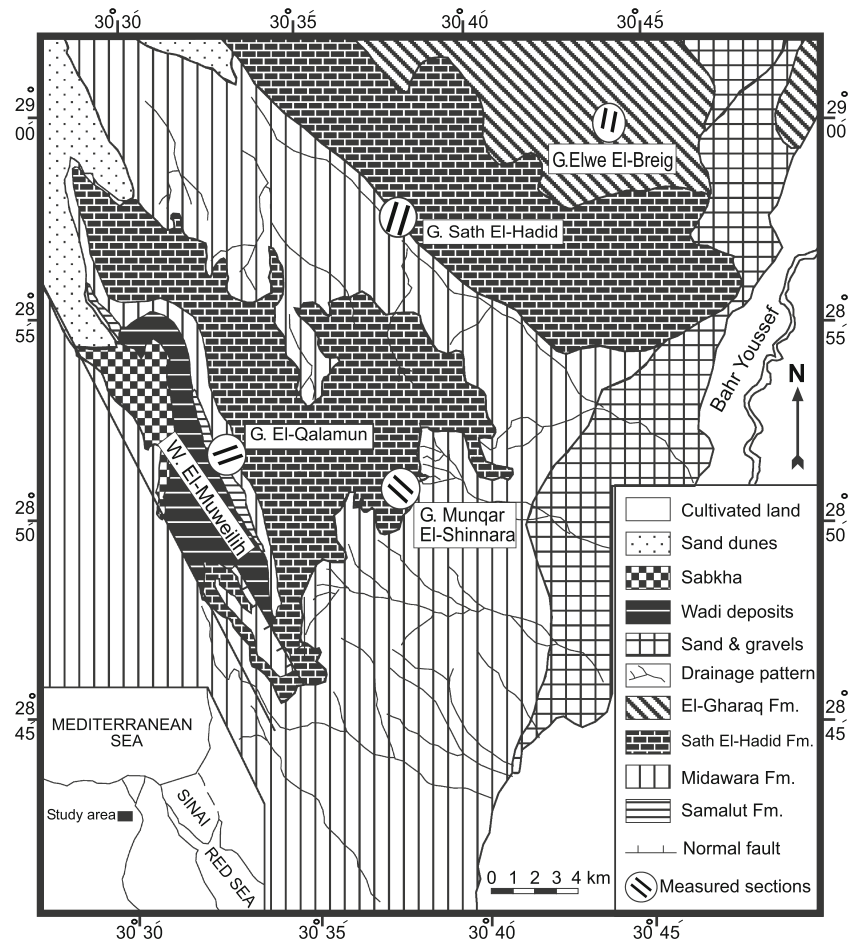 30°30´ 30°35´ 30°40´ 30°45´
29°
00´
29°
00´
G.Elwe El-Breig
G. Sath El-Hadid
28°
55´
28°
55´
Bahr Youssef
N
G. El-Qalamun
W. El-Muweilh
G. Munqar
El-Shinnara
28°
50´
28°
50´
Cultivated land
Sand dunes
Sabkha
Wadi deposits
Sand & gravels
Drainage pattern
El-Gharaq Fm.
Sath El-Hadid Fm.
Midawara Fm.
Samalut Fm.
Normal fault
Measured sections
28°
45´
28°
45´
MEDITERRANEAN
SEA
SINAI
Study area
RED SEA
0 1 2 3 4 km
30°30´ 30°35´ 30°40´ 30°45´